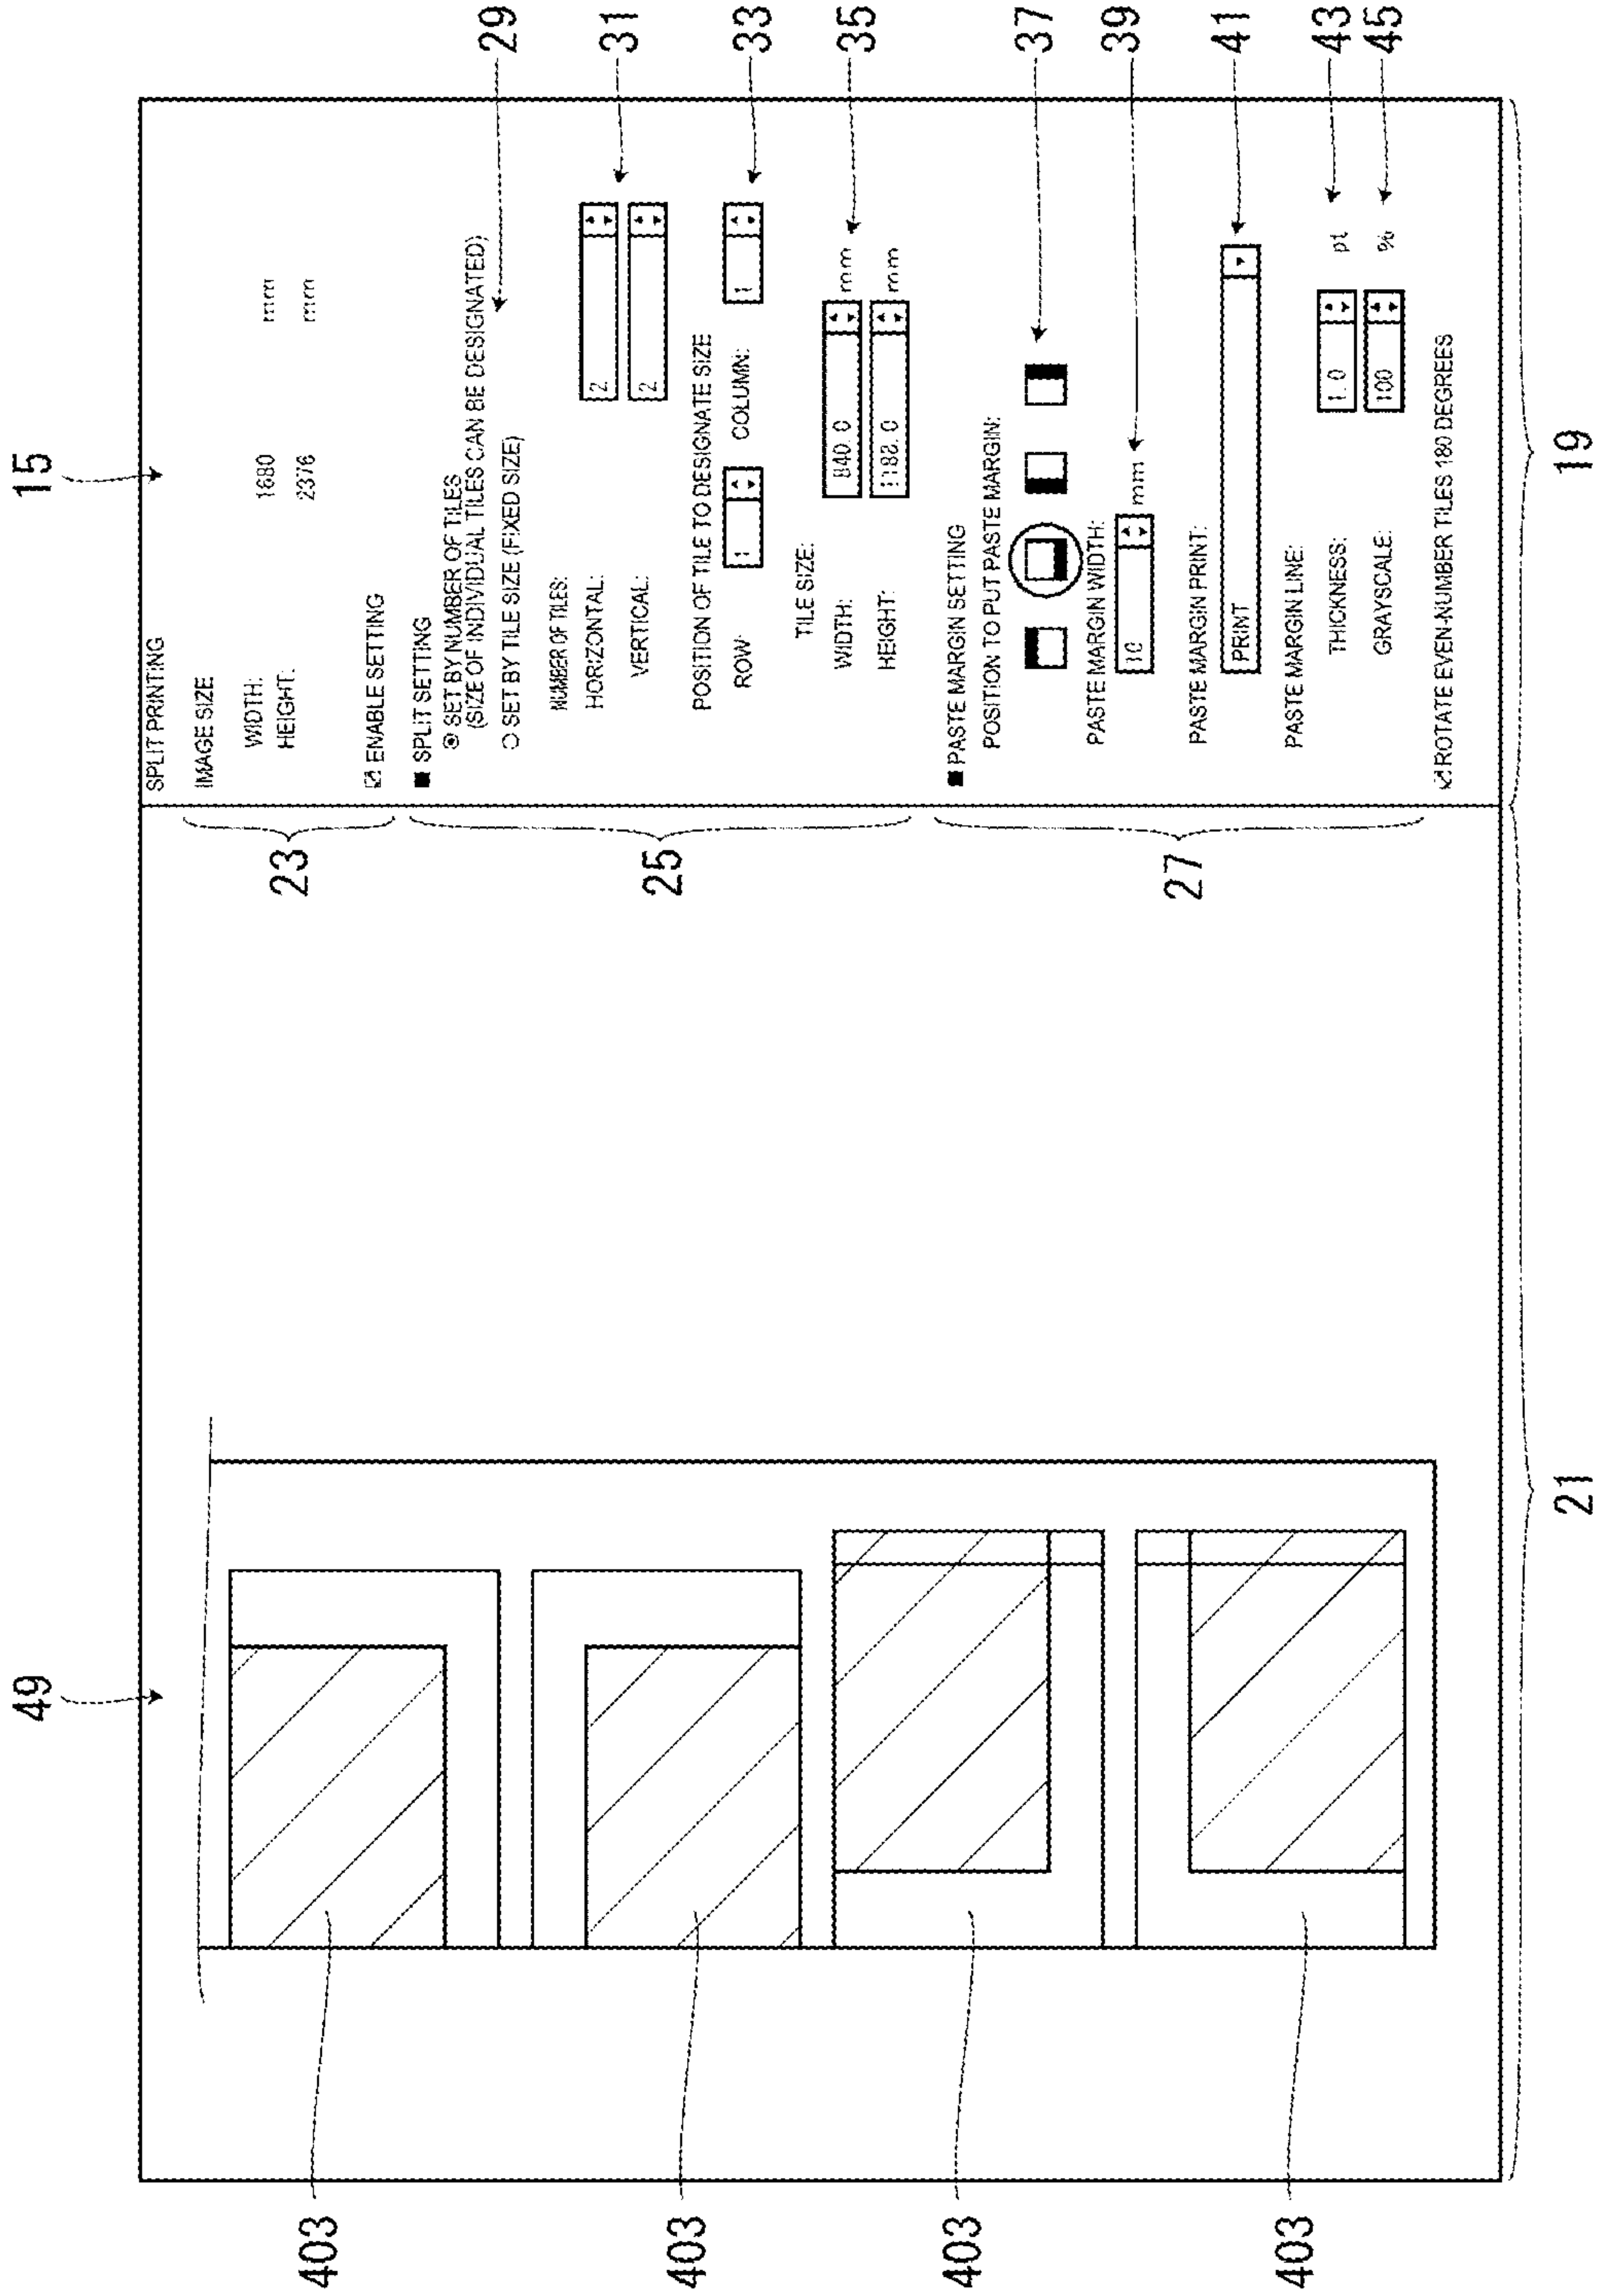 15
49
SPLIT PRINTING
IMAGE SIZE
WIDTH: 1680 mm
HEIGHT: 2376 mm
☑ ENABLE SETTING
23
■ SPLIT SETTING
◉ SET BY NUMBER OF TILES
(SIZE OF INDIVIDUAL TILES CAN BE DESIGNATED)
29
○ SET BY TILE SIZE (FIXED SIZE)
NUMBER OF TILES:
HORIZONTAL: 2
31
VERTICAL: 2
25
POSITION OF TILE TO DESIGNATE SIZE
ROW: 1 COLUMN: 1
33
TILE SIZE:
WIDTH: 840.0 mm
35
HEIGHT: 1188.0 mm
■ PASTE MARGIN SETTING
POSITION TO PUT PASTE MARGIN:
37
PASTE MARGIN WIDTH:
10 mm
39
27
PASTE MARGIN PRINT:
PRINT
41
PASTE MARGIN LINE:
THICKNESS: 1.0 pt
43
GRAYSCALE: 100 %
45
☑ ROTATE EVEN-NUMBER TILES 180 DEGREES
403
403
403
403
21
19